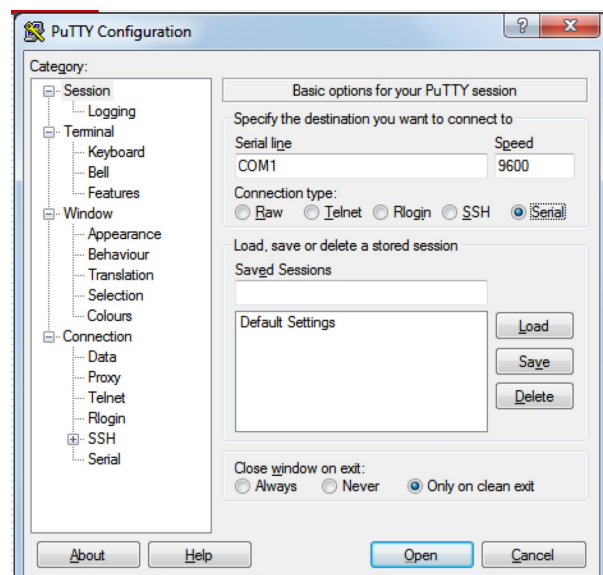 PuTTY Configuration
?
X
Category:
Session
Logging
Terminal
Keyboard
Bell
Features
Window
Appearance
Behaviour
Translation
Selection
Colours
Connection
Data
Proxy
Telnet
Rlogin
SSH
Serial
Basic options for your PuTTY session
Specify the destination you want to connect to
Serial line Speed
COM1 9600
Connection type:
Raw Telnet Rlogin SSH Serial
Load, save or delete a stored session
Saved Sessions
Default Settings
Load
Save
Delete
Close window on exit:
Always Never Only on clean exit
About Help Open Cancel